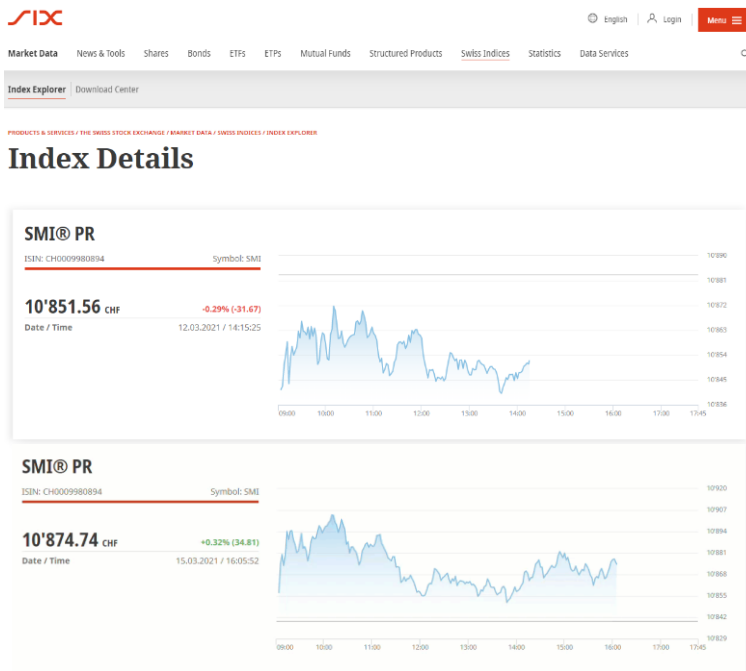 SIX
English Login Menu
Market Data News & Tools Shares Bonds ETFs ETPs Mutual Funds Structured Products Swiss Indices Statistics Data Services
Index Explorer Download Center
PRODUCTS & SERVICES / THE SWISS STOCK EXCHANGE / MARKET DATA / SWISS INDICES / INDEX EXPLORER
Index Details
SMI® PR
ISIN: CH0009980894 Symbol: SMI
10'851.56 CHF -0.29% (-31.67)
Date / Time 12.03.2021 / 14:15:25
10'890
10'881
10'872
10'863
10'854
10'845
10'836
09:00 10:00 11:00 12:00 13:00 14:00 15:00 16:00 17:00 17:45
SMI® PR
ISIN: CH0009980894 Symbol: SMI
10'874.74 CHF +0.32% (34.81)
Date / Time 15.03.2021 / 16:05:52
10'920
10'907
10'894
10'881
10'868
10'855
10'842
10'829
09:00 10:00 11:00 12:00 13:00 14:00 15:00 16:00 17:00 17:45